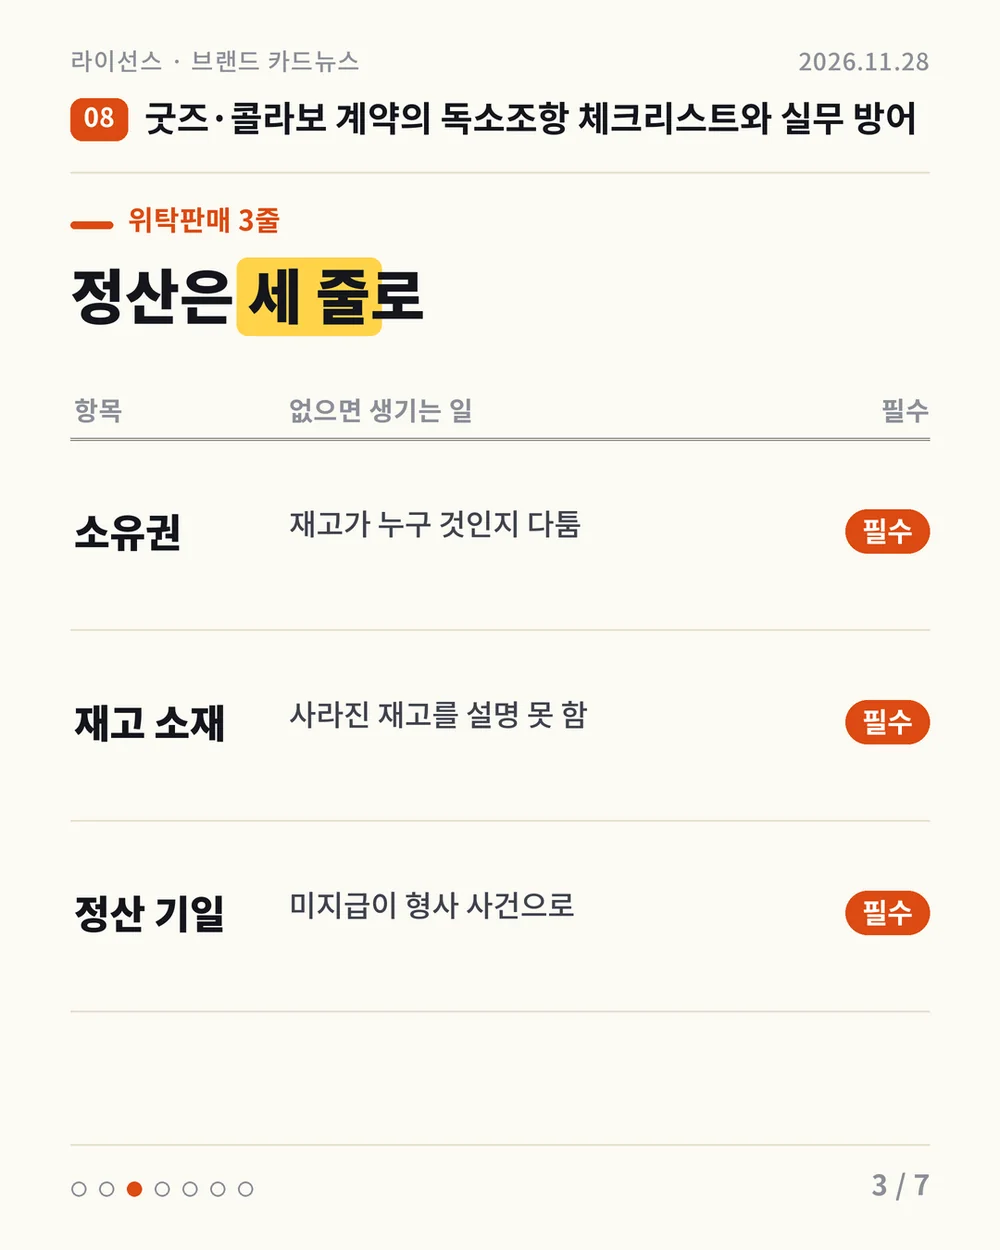 라이선스 · 브랜드 카드뉴스 2026.11.28
08 굿즈·콜라보 계약의 독소조항 체크리스트와 실무 방어
위탁판매 3줄
정산은 세 줄로
항목 없으면 생기는 일 필수
소유권 재고가 누구 것인지 다툼 필수
재고 소재 사라진 재고를 설명 못 함 필수
정산 기일 미지급이 형사 사건으로 필수
3 / 7